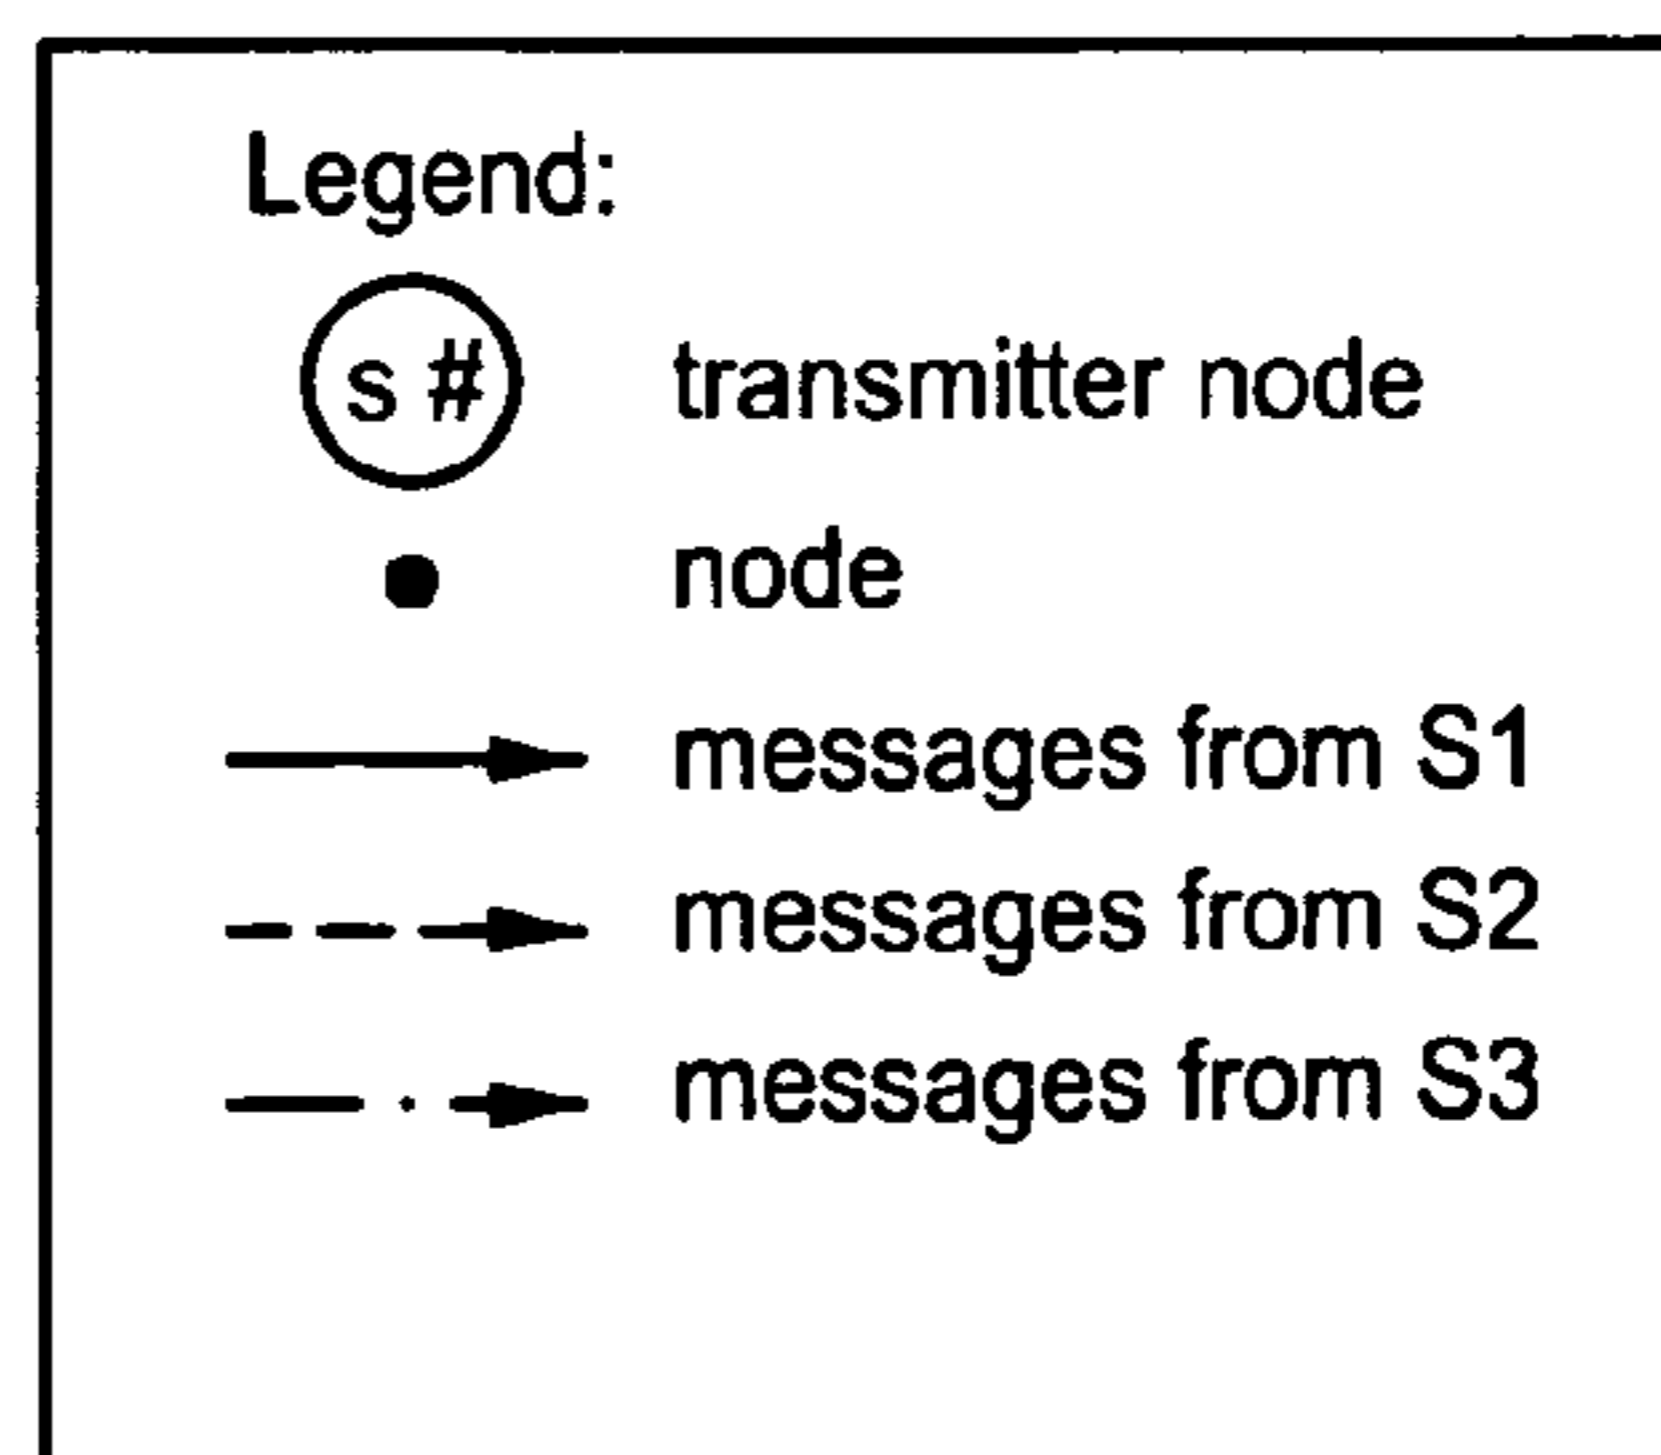 Legend:
s # transmitter node
node
messages from S1
messages from S2
messages from S3